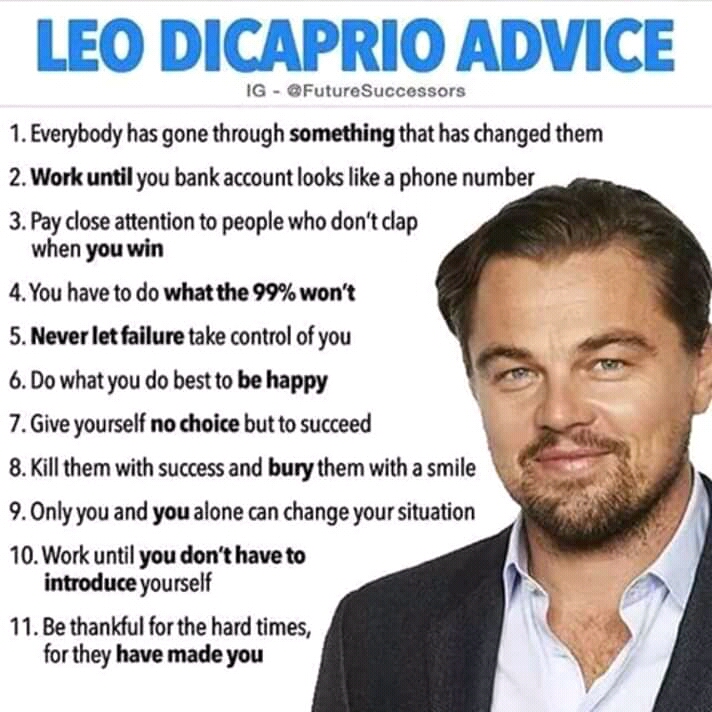 LEO DICAPRIO ADVICE
IG - @FutureSuccessors
1. Everybody has gone through something that has changed them
2. Work until you bank account looks like a phone number
3. Pay close attention to people who don't clap
when you win
4. You have to do what the 99% won't
5. Never let failure take control of you
6. Do what you do best to be happy
7. Give yourself no choice but to succeed
8. Kill them with success and bury them with a smile
9. Only you and you alone can change your situation
10. Work until you don't have to
introduce yourself
11. Be thankful for the hard times,
for they have made you